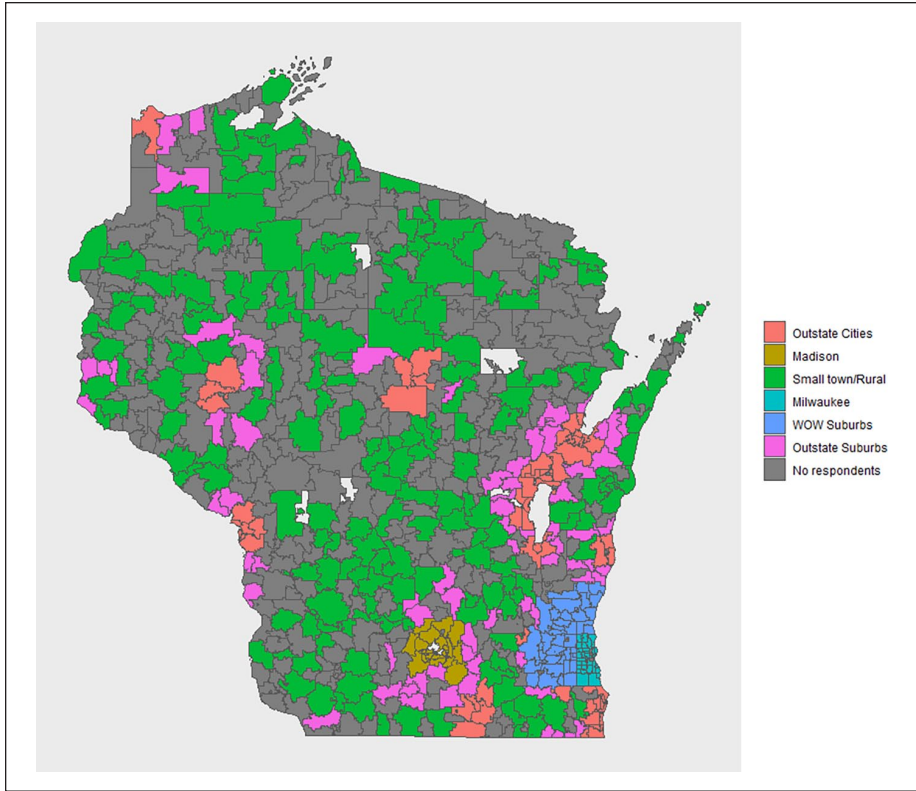 Outstate Cities
Madison
Small town/Rural
Milwaukee
WOW Suburbs
Outstate Suburbs
No respondents